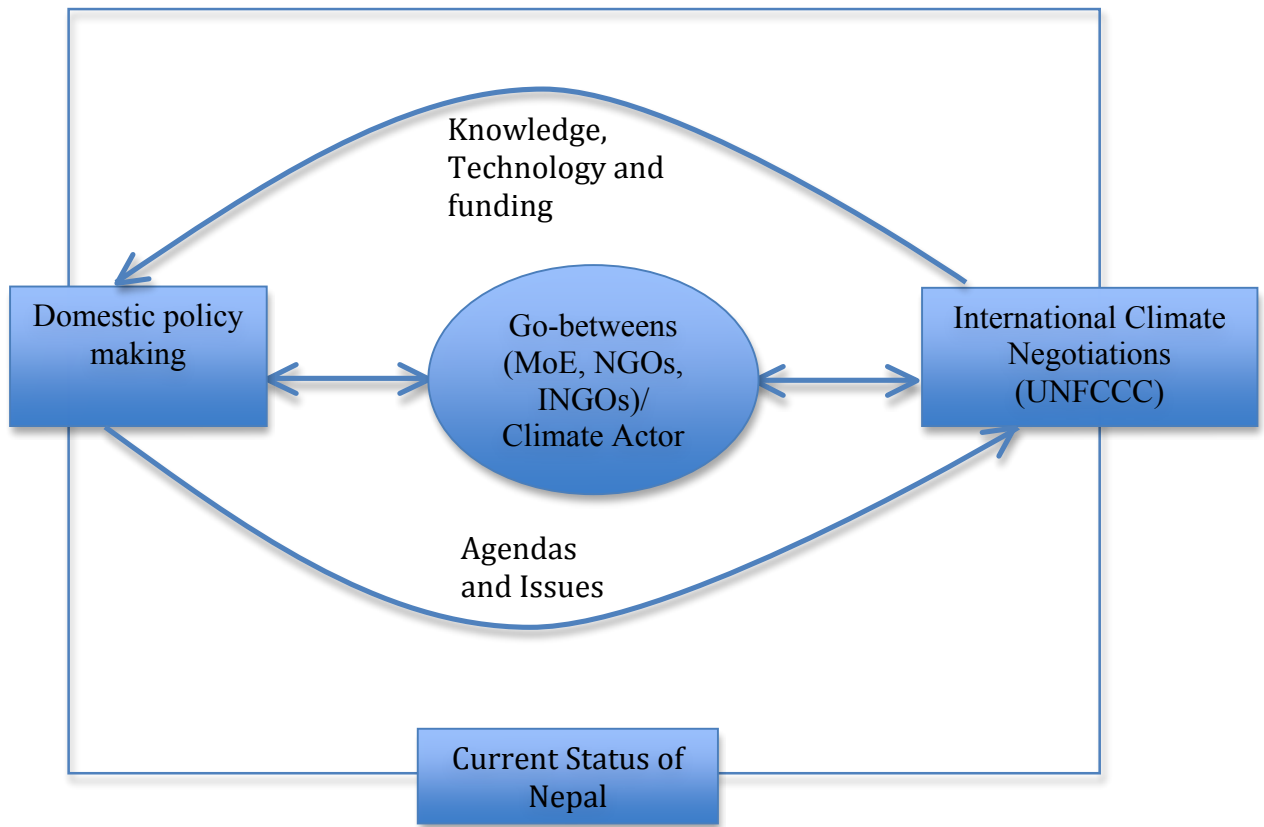 Knowledge,
Technology and
funding
Domestic policy
making
Go-betweens
(MoE, NGOs,
INGOs)/
Climate Actor
International Climate
Negotiations
(UNFCCC)
Agendas
and Issues
Current Status of
Nepal